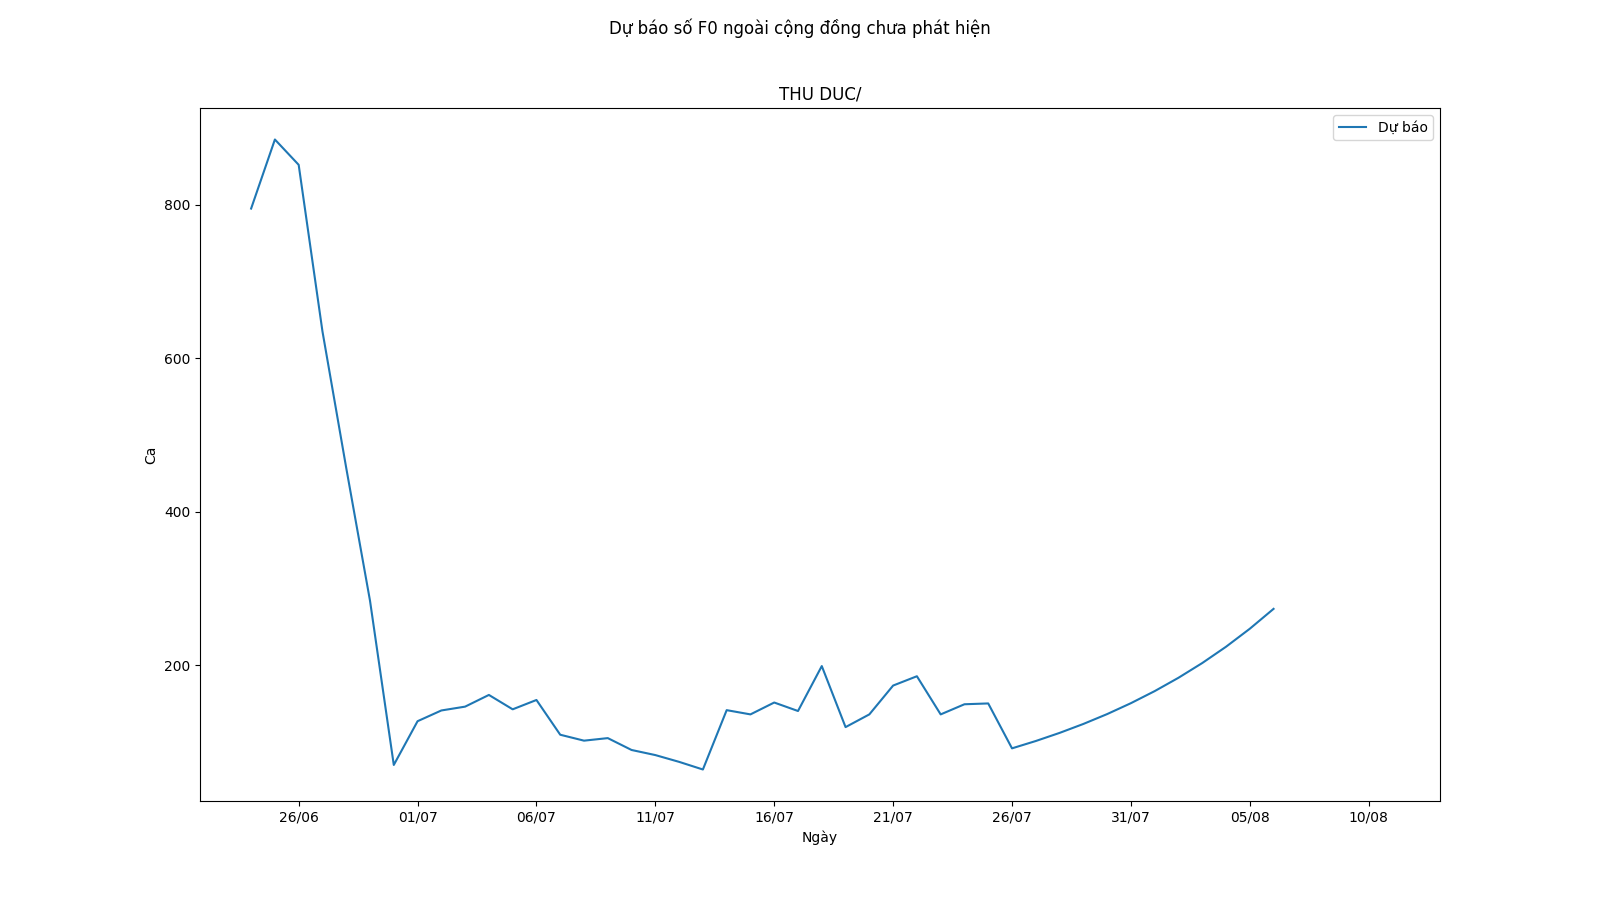 Dự báo số F0 ngoài cộng đồng chưa phát hiện
THU DUC/
Dự báo
800
600
400
200
Ca
26/06 01/07 06/07 11/07 16/07 21/07 26/07 31/07 05/08 10/08
Ngày